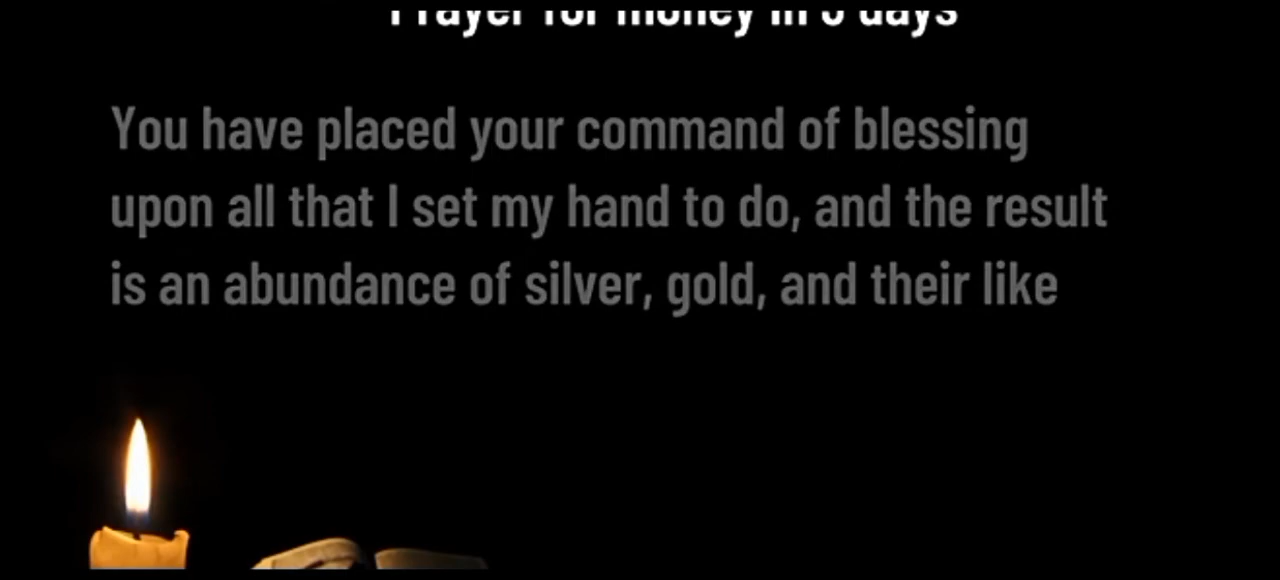 Prayer for money in 3 days
You have placed your command of blessing
upon all that I set my hand to do, and the result
is an abundance of silver, gold, and their like